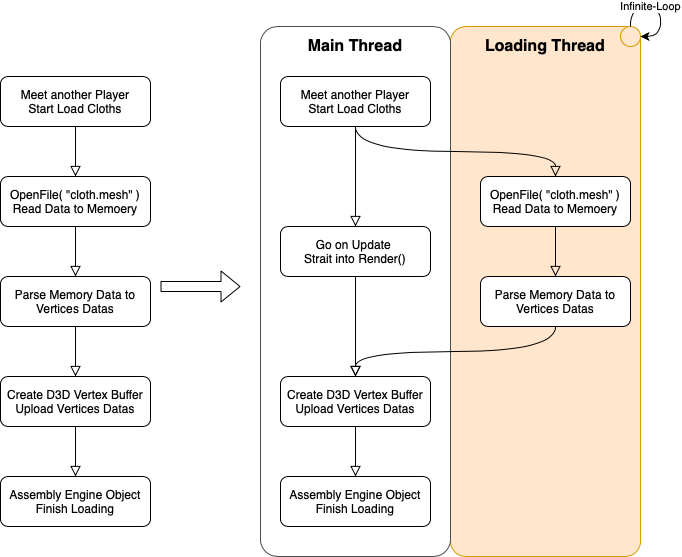 Infinite-Loop
Main Thread
Loading Thread
Meet another Player
Start Load Cloths
OpenFile( "cloth.mesh" )
Read Data to Memoery
Parse Memory Data to
Vertices Datas
Create D3D Vertex Buffer
Upload Vertices Datas
Assembly Engine Object
Finish Loading
Meet another Player
Start Load Cloths
Go on Update
Strait into Render()
Create D3D Vertex Buffer
Upload Vertices Datas
Assembly Engine Object
Finish Loading
OpenFile( "cloth.mesh" )
Read Data to Memoery
Parse Memory Data to
Vertices Datas